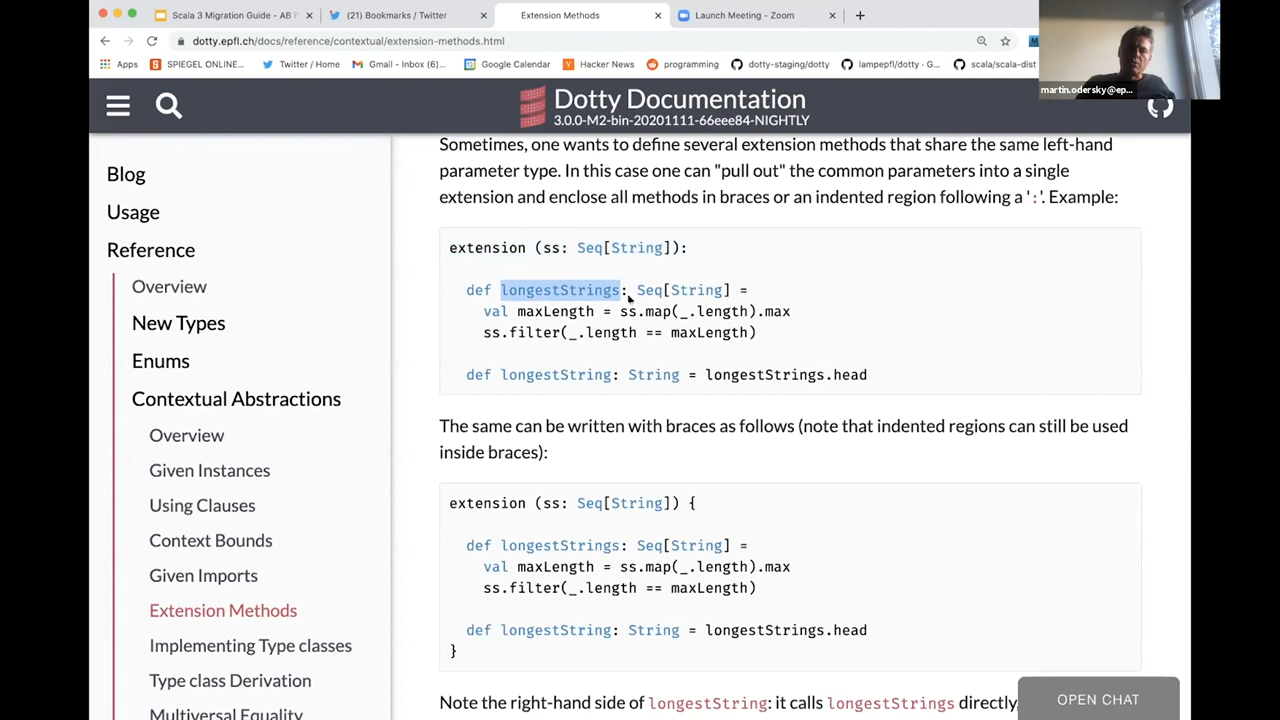 Scala 3 Migration Guide - AB P
(21) Bookmarks / Twitter
Extension Methods
Launch Meeting - Zoom
dotty.epfl.ch/docs/reference/contextual/extension-methods.html
Apps
SPIEGEL ONLINE...
Twitter / Home
Gmail - Inbox (6)...
Google Calendar
Hacker News
programming
dotty-staging/dotty
lampepfl/dotty · G...
scala/scala-dist
martin.odersky@ep...
Dotty Documentation
3.0.0-M2-bin-20201111-66eee84-NIGHTLY
Blog
Usage
Reference
Overview
New Types
Enums
Contextual Abstractions
Overview
Given Instances
Using Clauses
Context Bounds
Given Imports
Extension Methods
Implementing Type classes
Type class Derivation
Multiversal Equality
Sometimes, one wants to define several extension methods that share the same left-hand
parameter type. In this case one can "pull out" the common parameters into a single
extension and enclose all methods in braces or an indented region following a ':'. Example:
extension (ss: Seq[String]):
def longestStrings: Seq[String] =
val maxLength = ss.map(_.length).max
ss.filter(_.length == maxLength)
def longestString: String = longestStrings.head
The same can be written with braces as follows (note that indented regions can still be used
inside braces):
extension (ss: Seq[String]) {
def longestStrings: Seq[String] =
val maxLength = ss.map(_.length).max
ss.filter(_.length == maxLength)
def longestString: String = longestStrings.head
}
Note the right-hand side of longestString: it calls longestStrings directly,
OPEN CHAT